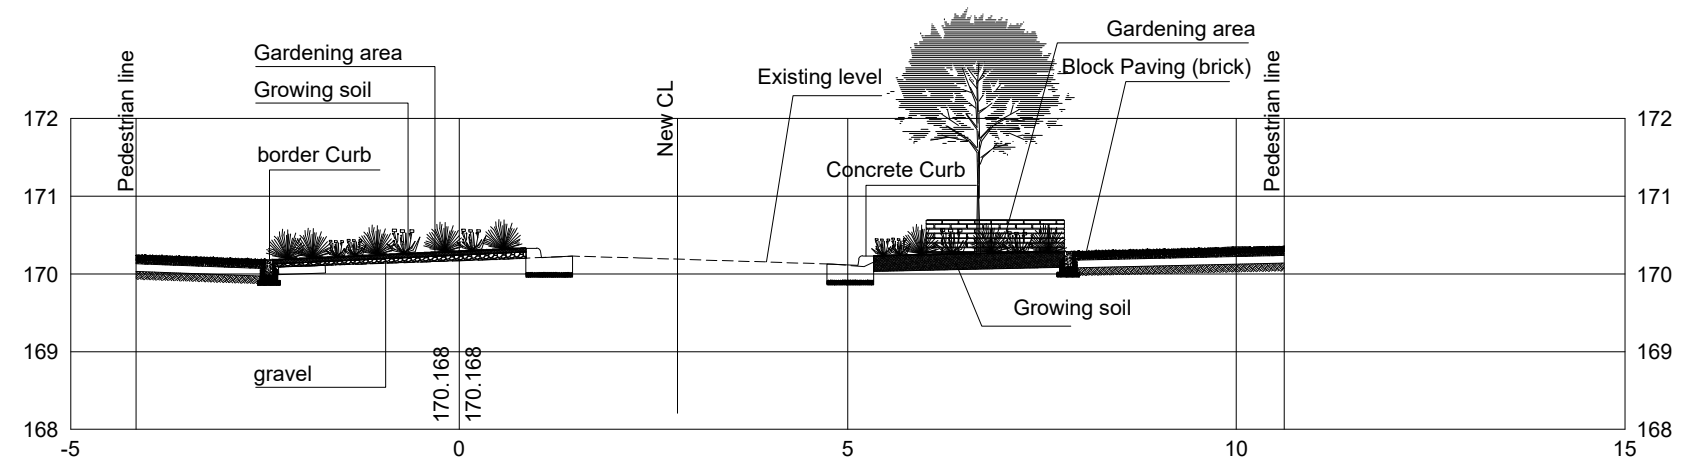 Gardening area
Gardening area
Growing soil
Existing level
Block Paving (brick)
Pedestrian line
New CL
Pedestrian line
172
172
border Curb
Concrete Curb
171
171
170
170
Growing soil
169
169
gravel
170.168
170.168
168
168
-5
0
5
10
15